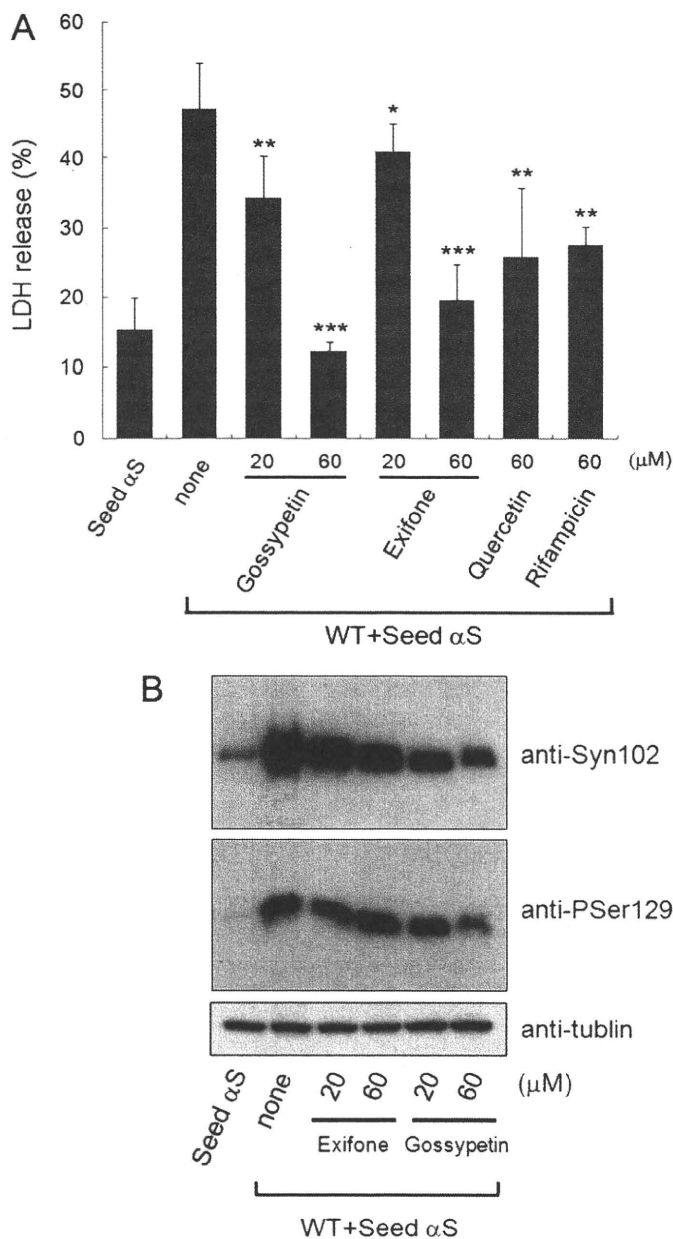 A
LDH release (%)
60
50
40
30
20
10
0
** *** * *** ** **
20 60 20 60 60 60 (μM)
Seed αS none Gossypetin Exifone Quercetin Rifampicin
WT+Seed αS
B
anti-Syn102
anti-PSer129
anti-tublin
Seed αS none 20 60 20 60 (μM)
Exifone Gossypetin
WT+Seed αS